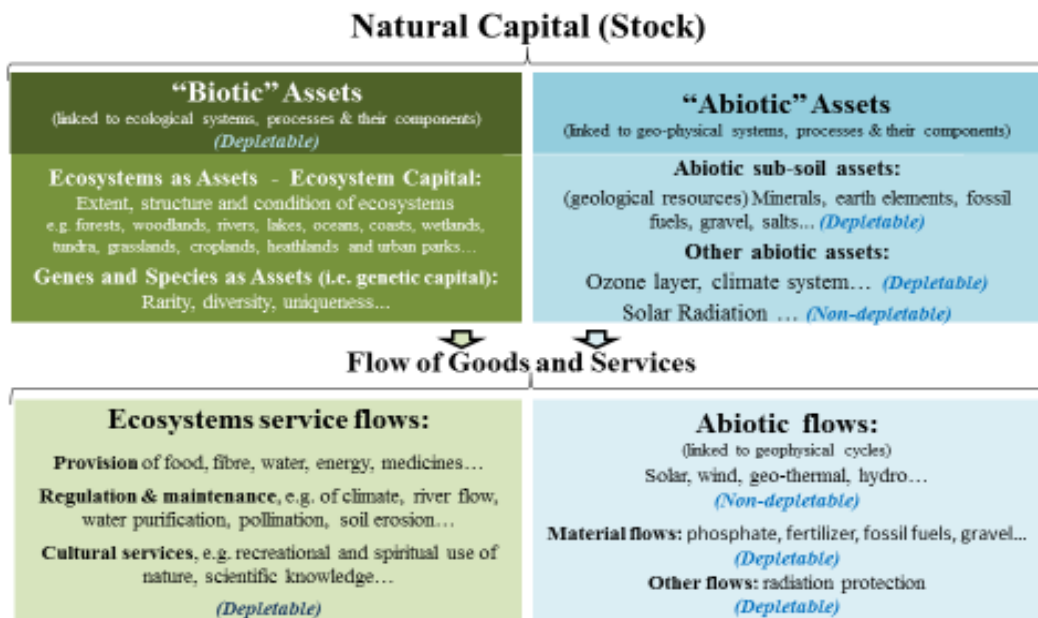 Natural Capital (Stock)
“Biotic” Assets
(linked to ecological systems, processes & their components)
(Depletable)
Ecosystems as Assets - Ecosystem Capital:
Extent, structure and condition of ecosystems
e.g. forests, woodlands, rivers, lakes, oceans, coasts, wetlands,
tundra, grasslands, croplands, heathlands and urban parks…
Genes and Species as Assets (i.e. genetic capital):
Rarity, diversity, uniqueness...
“Abiotic” Assets
(linked to geo-physical systems, processes & their components)
Abiotic sub-soil assets:
(geological resources) Minerals, earth elements, fossil
fuels, gravel, salts... (Depletable)
Other abiotic assets:
Ozone layer, climate system… (Depletable)
Solar Radiation … (Non-depletable)
Flow of Goods and Services
Ecosystems service flows:
Provision of food, fibre, water, energy, medicines…
Regulation & maintenance, e.g. of climate, river flow,
water purification, pollination, soil erosion…
Cultural services, e.g. recreational and spiritual use of
nature, scientific knowledge…
(Depletable)
Abiotic flows:
(linked to geophysical cycles)
Solar, wind, geo-thermal, hydro…
(Non-depletable)
Material flows: phosphate, fertilizer, fossil fuels, gravel...
(Depletable)
Other flows: radiation protection
(Depletable)